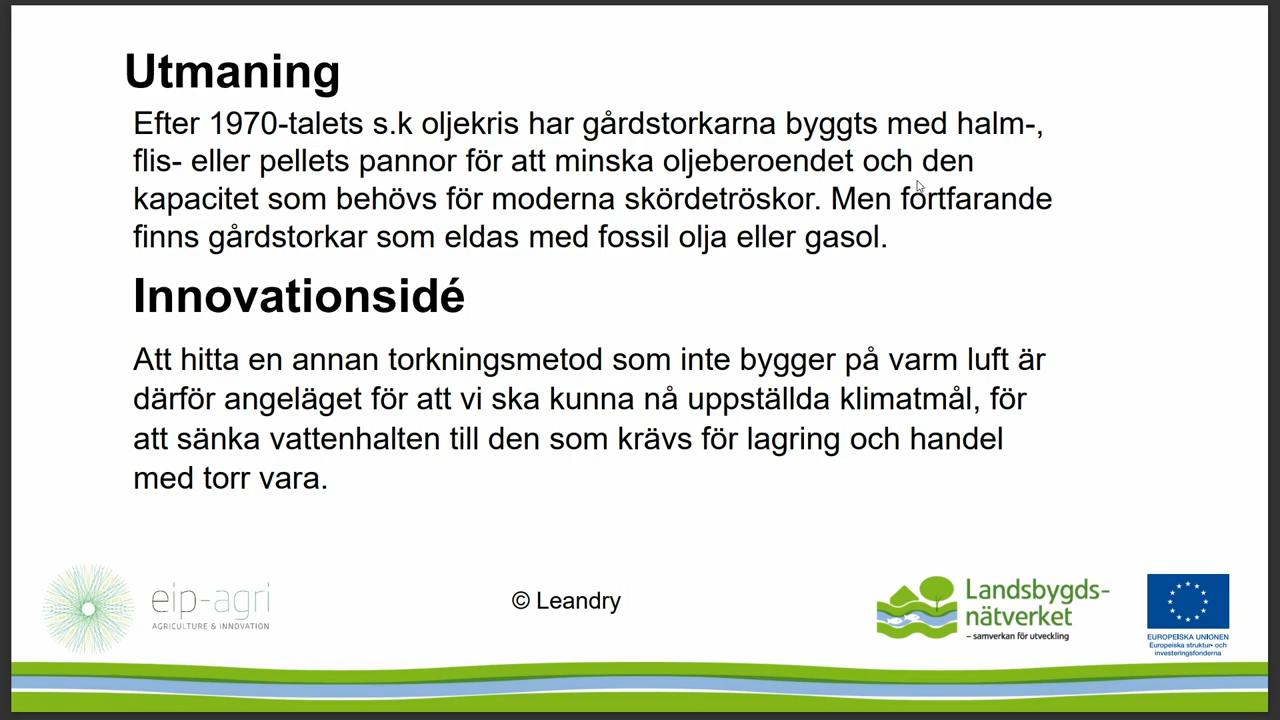 Utmaning
Efter 1970-talets s.k oljekris har gårdstorkarna byggts med halm-,
flis- eller pellets pannor för att minska oljeberoendet och den
kapacitet som behövs för moderna skördetröskor. Men fortfarande
finns gårdstorkar som eldas med fossil olja eller gasol.
Innovationsidé
Att hitta en annan torkningsmetod som inte bygger på varm luft är
därför angeläget för att vi ska kunna nå uppställda klimatmål, för
att sänka vattenhalten till den som krävs för lagring och handel
med torr vara.
eip-agri
AGRICULTURE & INNOVATION
© Leandry
Landsbygds-
nätverket
– samverkan för utveckling
EUROPEISKA UNIONEN
Europeiska struktur- och
investeringsfonderna